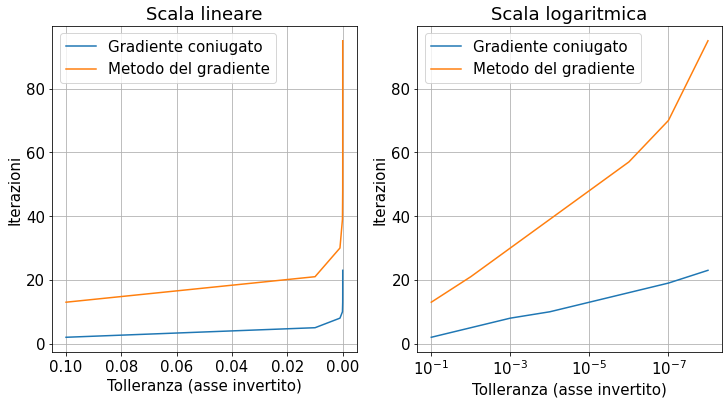 Scala lineare
Gradiente coniugato
Metodo del gradiente
80
60
40
20
0
Iterazioni
0.10 0.08 0.06 0.04 0.02 0.00
Tolleranza (asse invertito)
Scala logaritmica
Gradiente coniugato
Metodo del gradiente
80
60
40
20
0
Iterazioni
10⁻¹ 10⁻³ 10⁻⁵ 10⁻⁷
Tolleranza (asse invertito)